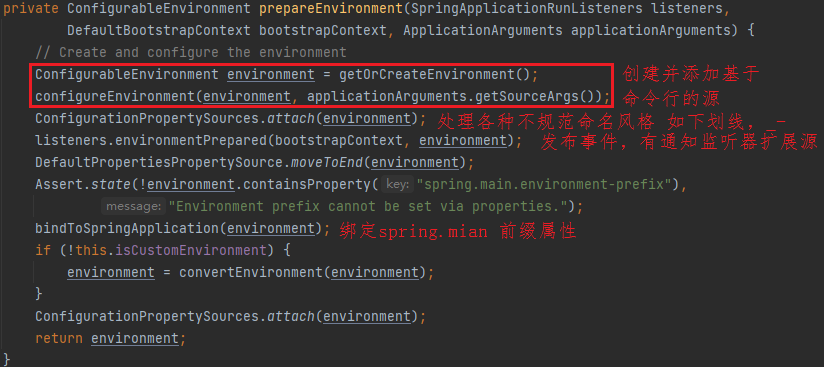 private ConfigurableEnvironment prepareEnvironment(SpringApplicationRunListeners listeners,
DefaultBootstrapContext bootstrapContext, ApplicationArguments applicationArguments) {
// Create and configure the environment
ConfigurableEnvironment environment = getOrCreateEnvironment(); 创建并添加基于
configureEnvironment(environment, applicationArguments.getSourceArgs()); 命令行的源
ConfigurationPropertySources.attach(environment); 处理各种不规范命名风格 如下划线, _-
listeners.environmentPrepared(bootstrapContext, environment); 发布事件, 有通知监听器扩展源
DefaultPropertiesPropertySource.moveToEnd(environment);
Assert.state(!environment.containsProperty( key: "spring.main.environment-prefix"),
message: "Environment prefix cannot be set via properties.");
bindToSpringApplication(environment); 绑定spring.mian 前缀属性
if (!this.isCustomEnvironment) {
environment = convertEnvironment(environment);
}
ConfigurationPropertySources.attach(environment);
return environment;
}